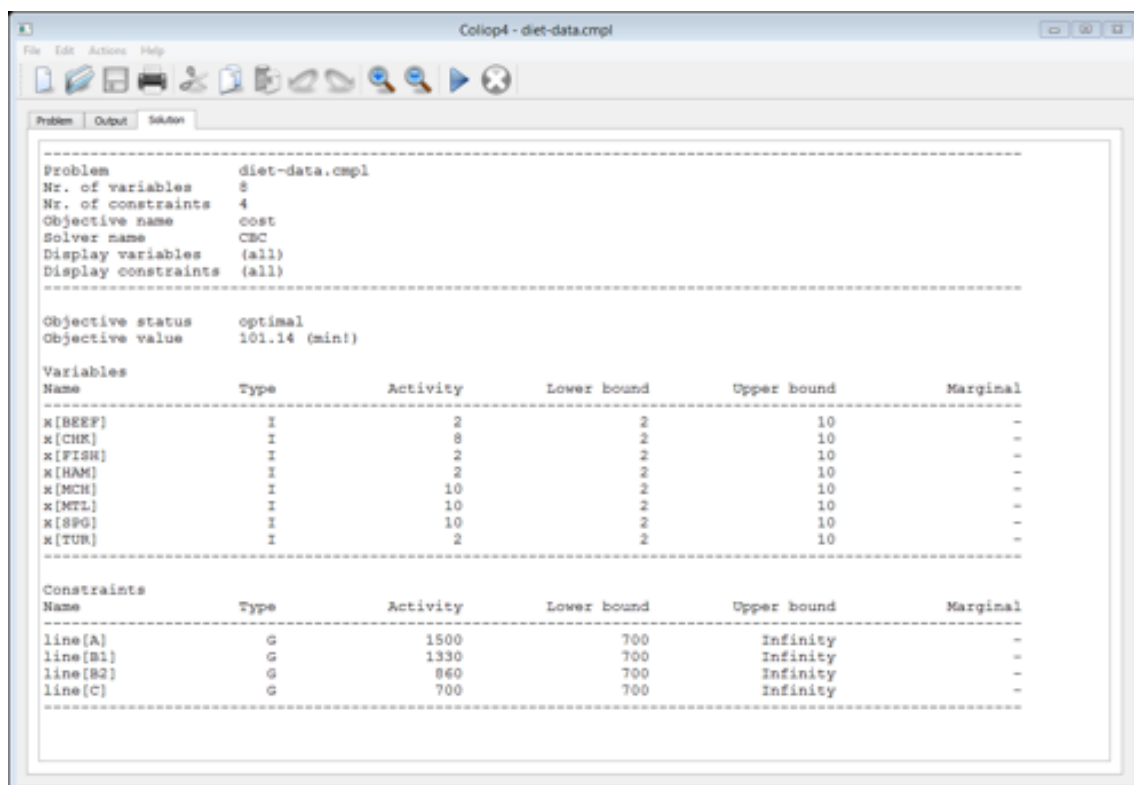 Coliop4 - diet-data.cmpl
File Edit Actions Help
Problem Output Solution
Problem diet-data.cmpl
Nr. of variables 8
Nr. of constraints 4
Objective name cost
Solver name CBC
Display variables (all)
Display constraints (all)
Objective status optimal
Objective value 101.14 (min!)
Variables
Name Type Activity Lower bound Upper bound Marginal
x[BEEF] I 2 2 10 -
x[CHK] I 8 2 10 -
x[FISH] I 2 2 10 -
x[HAM] I 2 2 10 -
x[MCH] I 10 2 10 -
x[MTL] I 10 2 10 -
x[SPG] I 10 2 10 -
x[TUR] I 2 2 10 -
Constraints
Name Type Activity Lower bound Upper bound Marginal
line[A] G 1500 700 Infinity -
line[B1] G 1330 700 Infinity -
line[B2] G 860 700 Infinity -
line[C] G 700 700 Infinity -